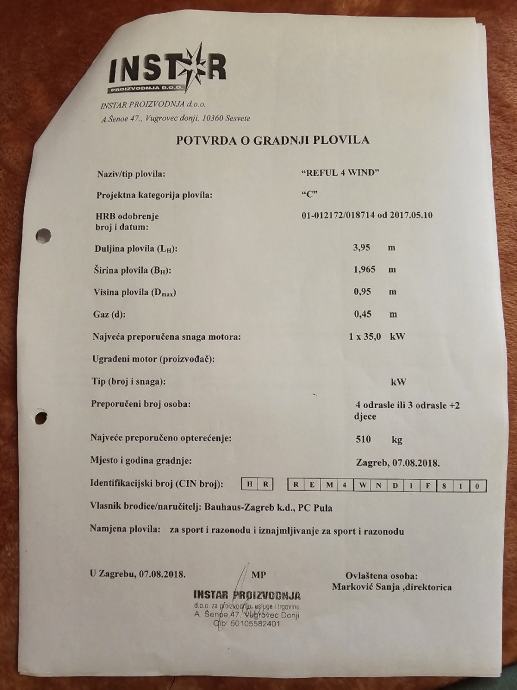 INSTAR
PROIZVODNJA D.O.O.
INSTAR PROIZVODNJA d.o.o.
A.Šenoe 47., Vugrovec donji, 10360 Sesvete
POTVRDA O GRADNJI PLOVILA
Naziv/tip plovila: "REFUL 4 WIND"
Projektna kategorija plovila: "C"
HRB odobrenje
broj i datum: 01-012172/018714 od 2017.05.10
Duljina plovila (LH): 3,95 m
Širina plovila (BH): 1,965 m
Visina plovila (Dmax) 0,95 m
Gaz (d): 0,45 m
Najveća preporučena snaga motora: 1 x 35,0 kW
Ugrađeni motor (proizvođač):
Tip (broj i snaga): kW
Preporučeni broj osoba: 4 odrasle ili 3 odrasle +2
djece
Najveće preporučeno opterećenje: 510 kg
Mjesto i godina gradnje: Zagreb, 07.08.2018.
Identifikacijski broj (CIN broj): H R R E M 4 W N D 1 F 8 1 0
Vlasnik brodice/naručitelj: Bauhaus-Zagreb k.d., PC Pula
Namjena plovila: za sport i razonodu i iznajmljivanje za sport i razonodu
U Zagrebu, 07.08.2018. MP Ovlaštena osoba:
Marković Sanja ,direktorica
INSTAR PROIZVODNJA
d.o.o. za proizvodnju, usluge i trgovinu
A. Šenoe 47, Vugrovec Donji
Oib: 50105582401